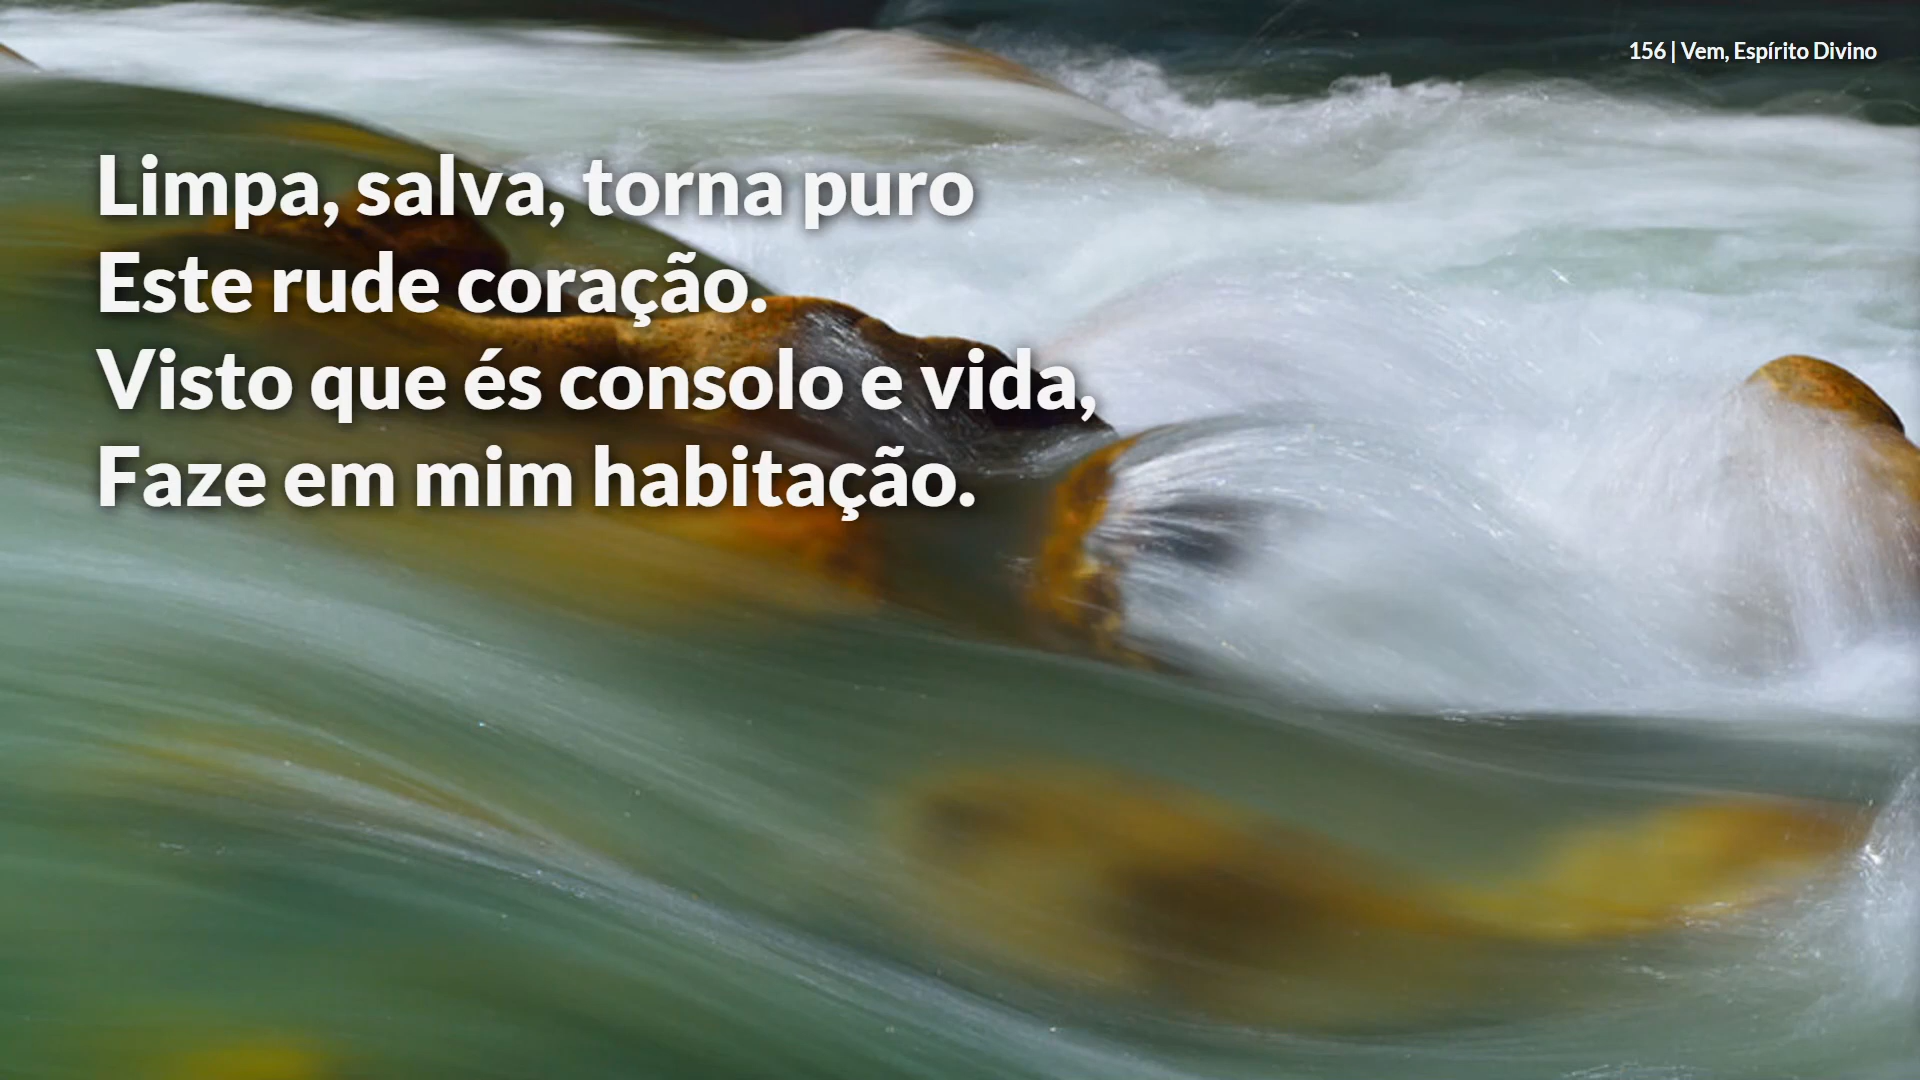 156 | Vem, Espírito Divino
Limpa, salva, torna puro
Este rude coração.
Visto que és consolo e vida,
Faze em mim habitação.